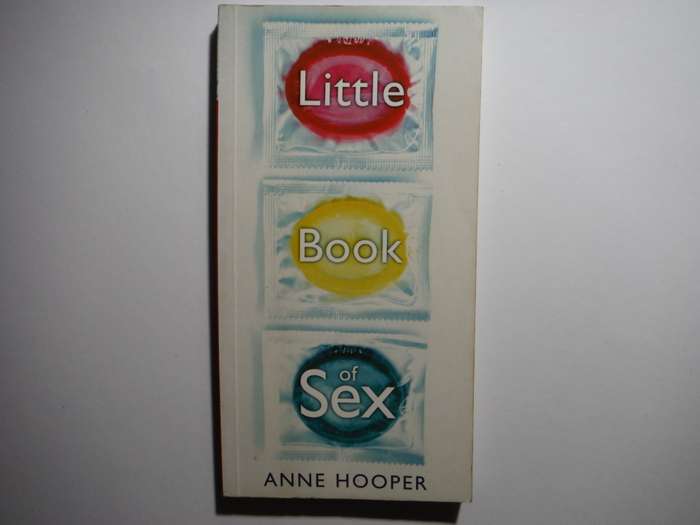 Little
Book
of
Sex
ANNE HOOPER